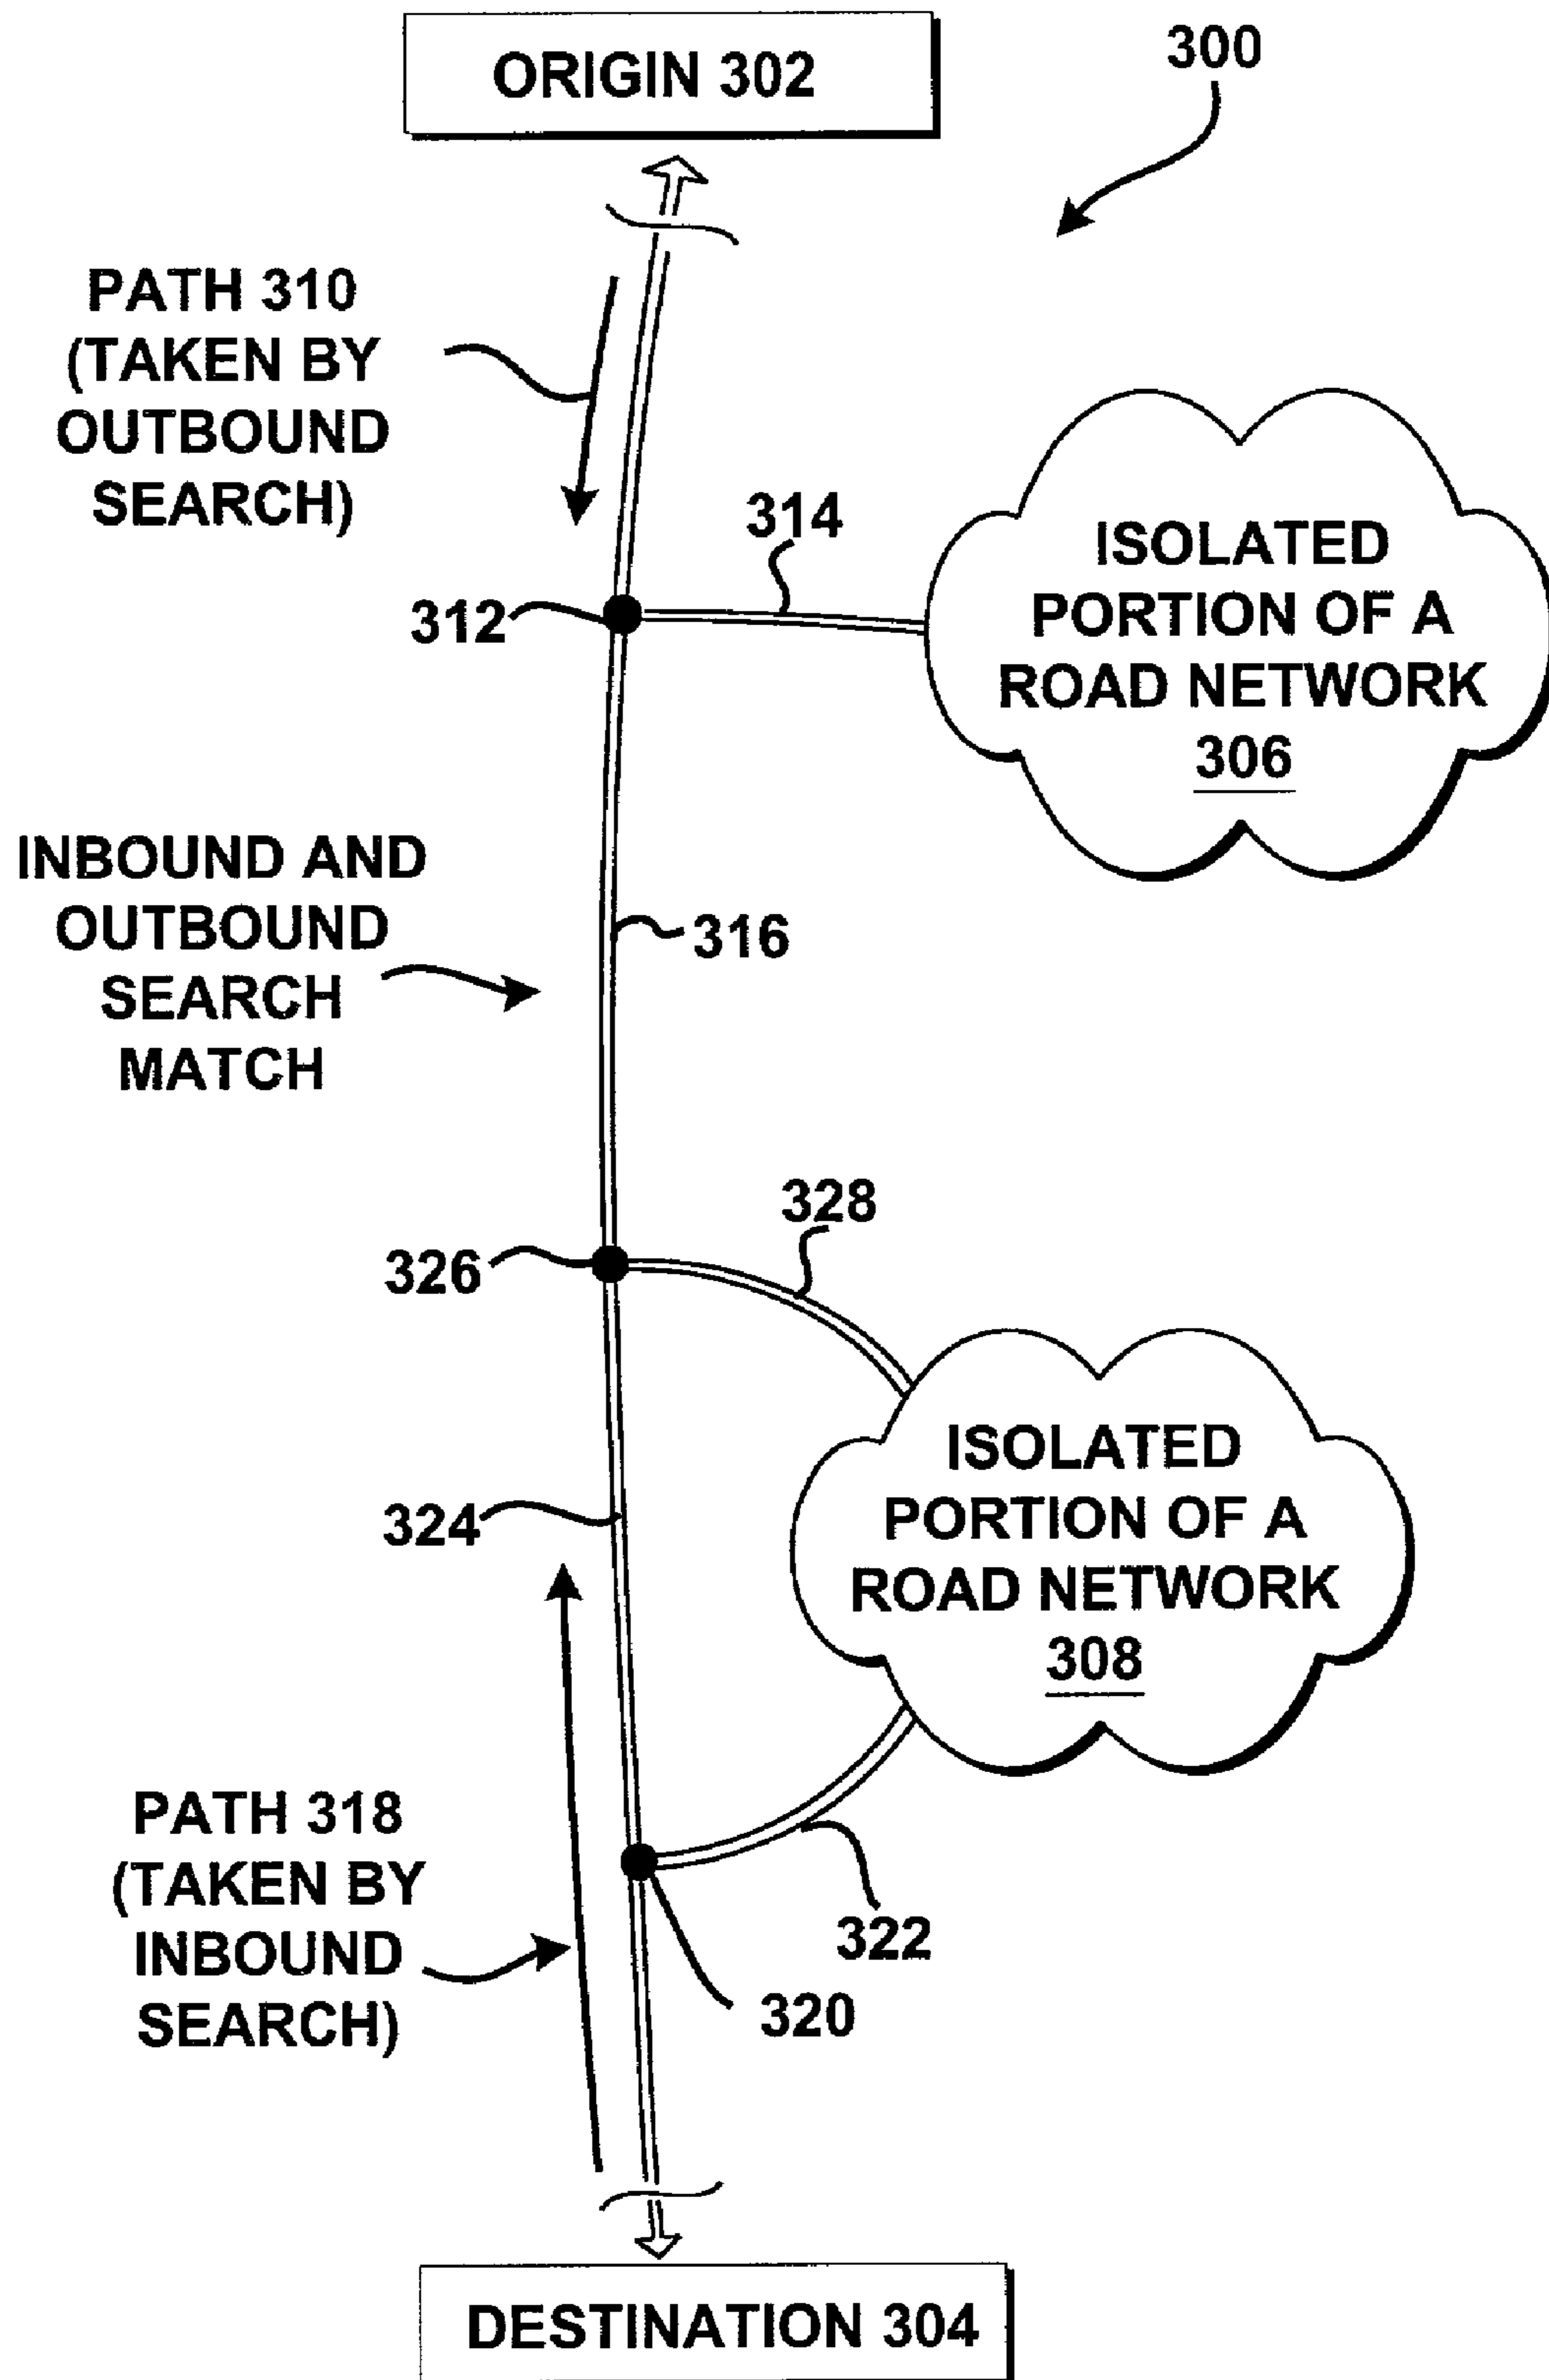 ORIGIN 302
300
PATH 310
(TAKEN BY
OUTBOUND
SEARCH)
314
312
ISOLATED
PORTION OF A
ROAD NETWORK
306
INBOUND AND
OUTBOUND
SEARCH
MATCH
316
328
326
ISOLATED
PORTION OF A
ROAD NETWORK
308
324
PATH 318
(TAKEN BY
INBOUND
SEARCH)
322
320
DESTINATION 304